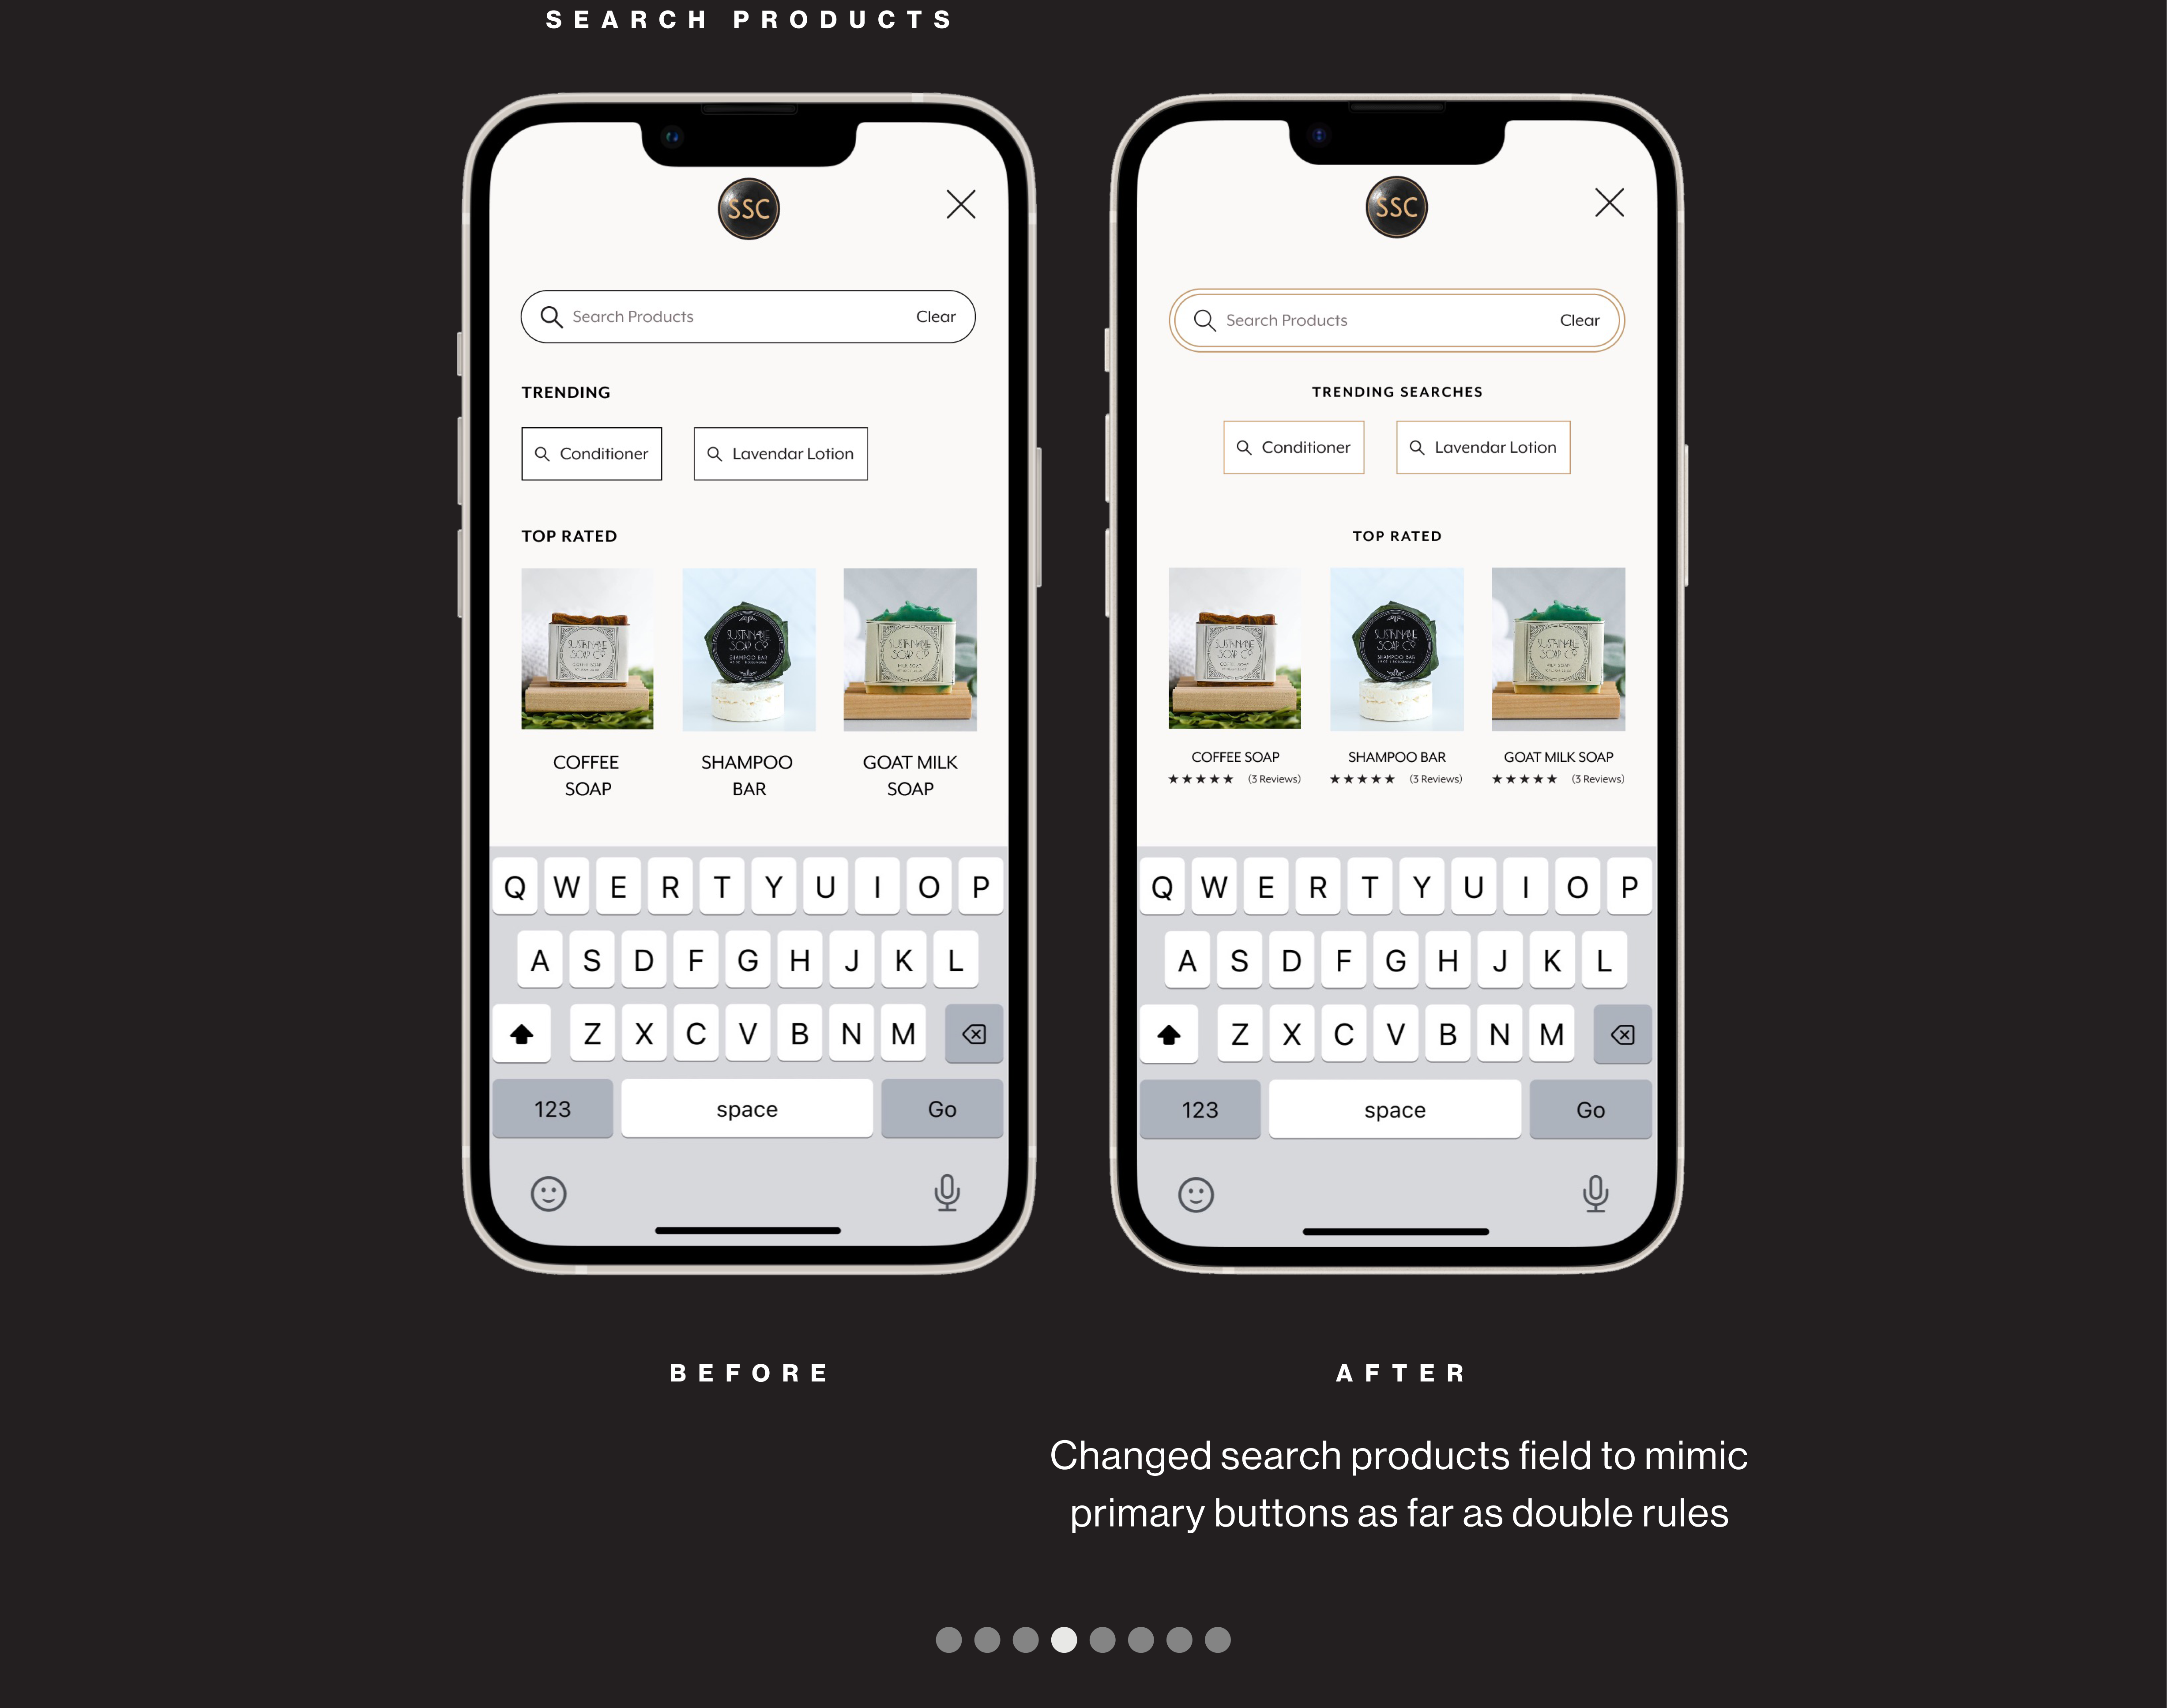 SEARCH PRODUCTS
SSC
Search Products
Clear
TRENDING
Conditioner
Lavendar Lotion
TOP RATED
COFFEE
SOAP
SHAMPOO
BAR
GOAT MILK
SOAP
Q W E R T Y U I O P
A S D F G H J K L
Z X C V B N M
123
space
Go
BEFORE
SSC
Search Products
Clear
TRENDING SEARCHES
Conditioner
Lavendar Lotion
TOP RATED
COFFEE SOAP
★★★★★ (3 Reviews)
SHAMPOO BAR
★★★★★ (3 Reviews)
GOAT MILK SOAP
★★★★★ (3 Reviews)
Q W E R T Y U I O P
A S D F G H J K L
Z X C V B N M
123
space
Go
AFTER
Changed search products field to mimic
primary buttons as far as double rules